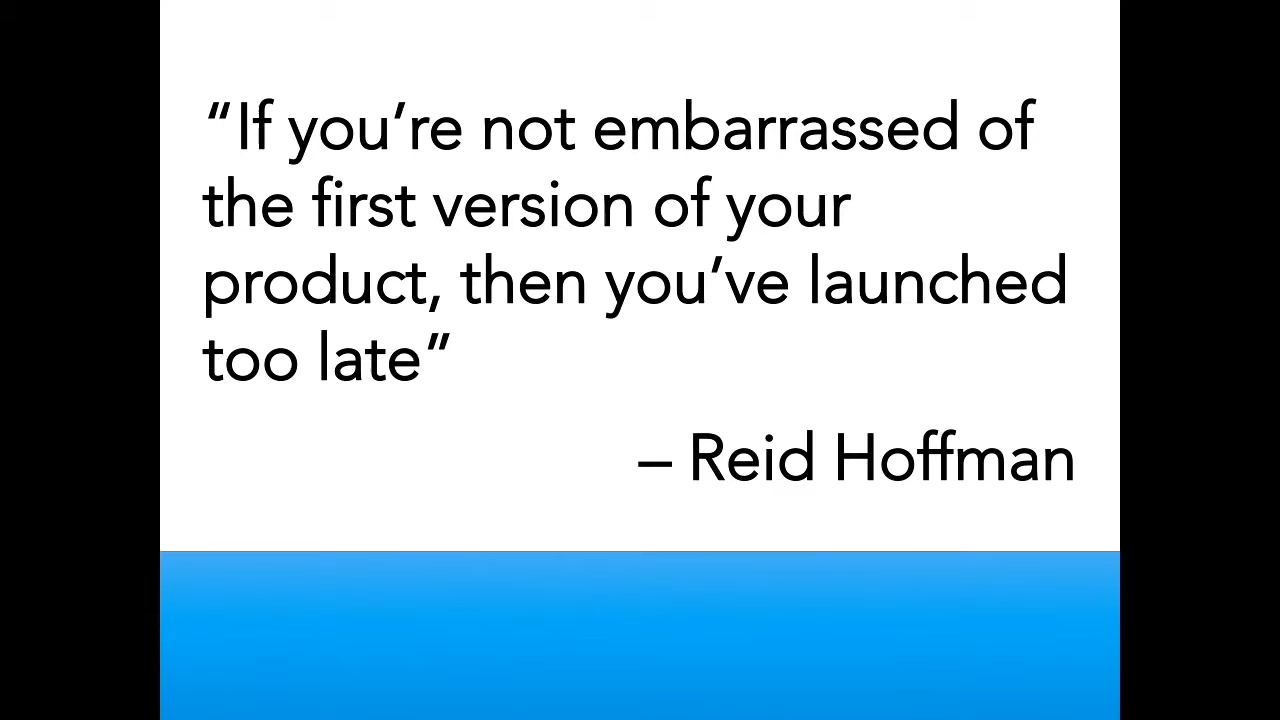 “If you’re not embarrassed of
the first version of your
product, then you’ve launched
too late”
– Reid Hoffman